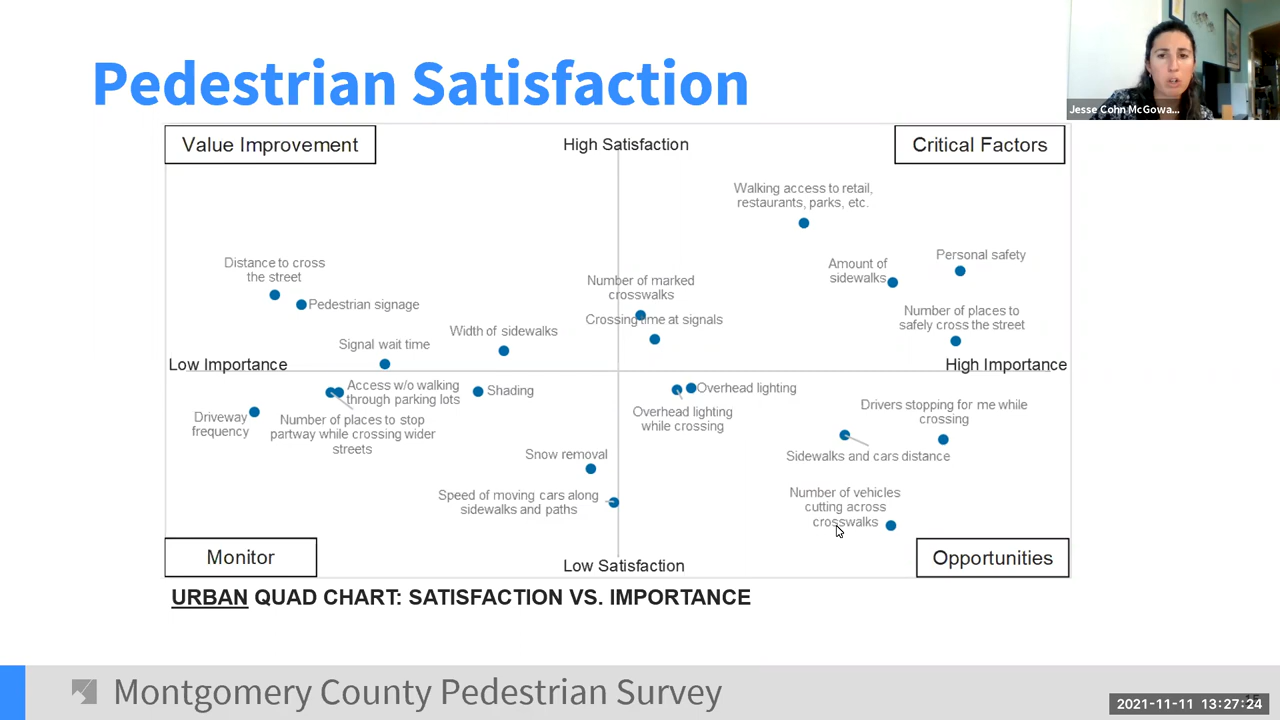 Pedestrian Satisfaction
Jesse Cohn McGowa...
Value Improvement
High Satisfaction
Critical Factors
Walking access to retail,
restaurants, parks, etc.
Distance to cross
the street
Pedestrian signage
Number of marked
crosswalks
Amount of
sidewalks
Personal safety
Crossing time at signals
Number of places to
safely cross the street
Width of sidewalks
Signal wait time
Low Importance
High Importance
Access w/o walking
through parking lots
Shading
Overhead lighting
Driveway
frequency
Number of places to stop
partway while crossing wider
streets
Overhead lighting
while crossing
Drivers stopping for me while
crossing
Sidewalks and cars distance
Snow removal
Speed of moving cars along
sidewalks and paths
Number of vehicles
cutting across
crosswalks
Monitor
Low Satisfaction
Opportunities
URBAN QUAD CHART: SATISFACTION VS. IMPORTANCE
Montgomery County Pedestrian Survey
2021-11-11 13:27:24